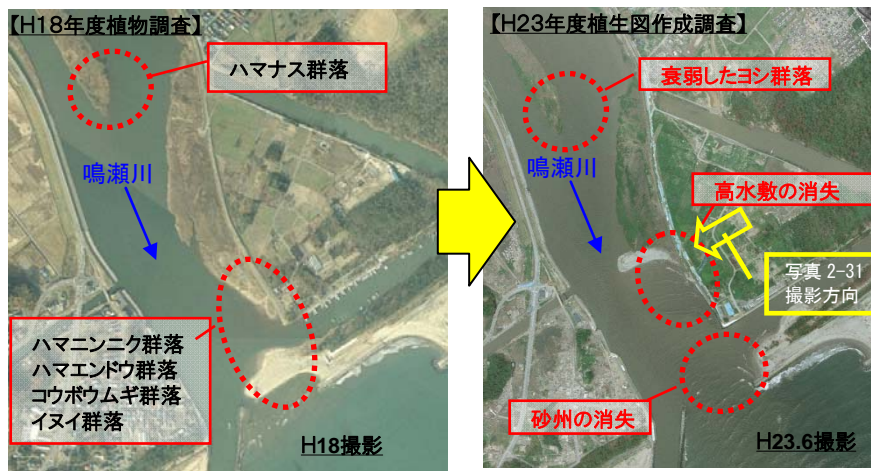 【H18年度植物調査】
ハマナス群落
鳴瀬川
ハマニンニク群落
ハマエンドウ群落
コウボウムギ群落
イヌイ群落
H18撮影
【H23年度植生図作成調査】
衰弱したヨシ群落
鳴瀬川
高水敷の消失
写真 2-31
撮影方向
砂州の消失
H23.6撮影